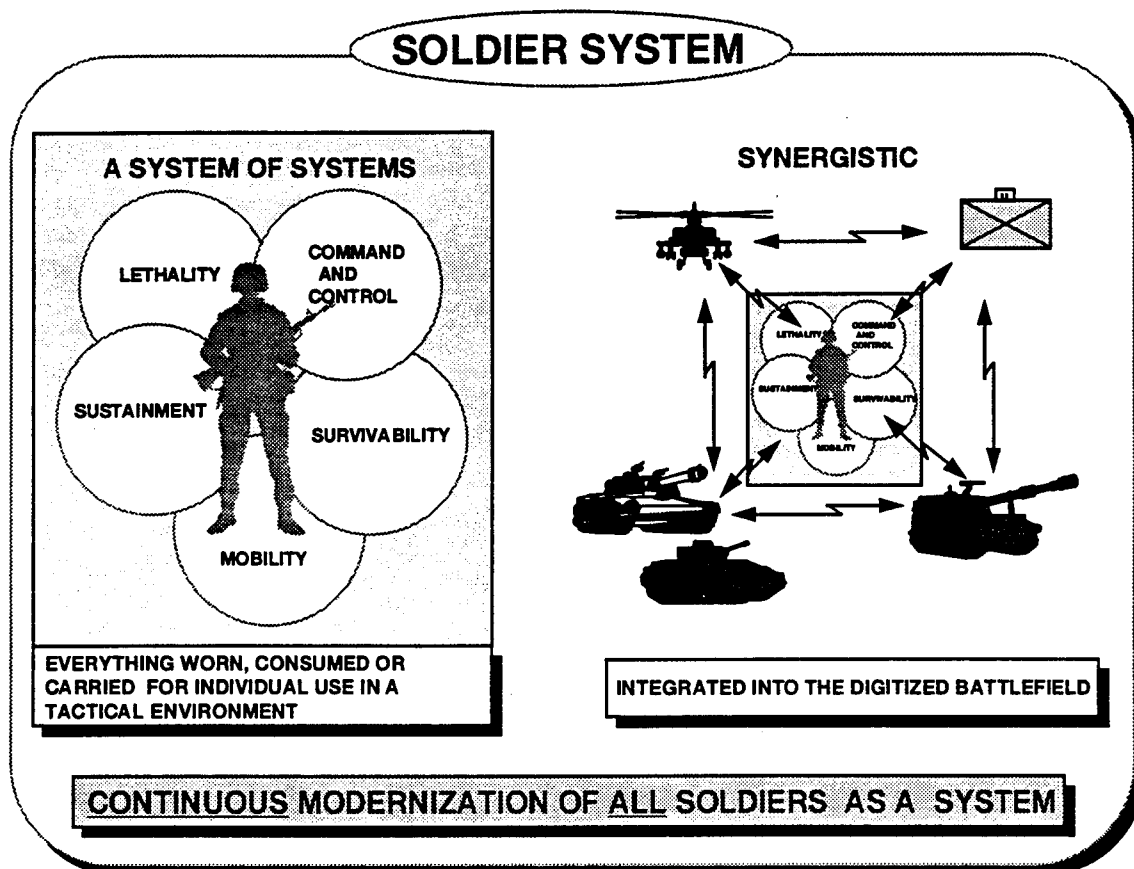 SOLDIER SYSTEM
A SYSTEM OF SYSTEMS
LETHALITY
COMMAND
AND
CONTROL
SUSTAINMENT
SURVIVABILITY
MOBILITY
EVERYTHING WORN, CONSUMED OR
CARRIED FOR INDIVIDUAL USE IN A
TACTICAL ENVIRONMENT
SYNERGISTIC
LETHALITY
COMMAND
AND
CONTROL
SUSTAINMENT
SURVIVABILITY
MOBILITY
INTEGRATED INTO THE DIGITIZED BATTLEFIELD
CONTINUOUS MODERNIZATION OF ALL SOLDIERS AS A SYSTEM